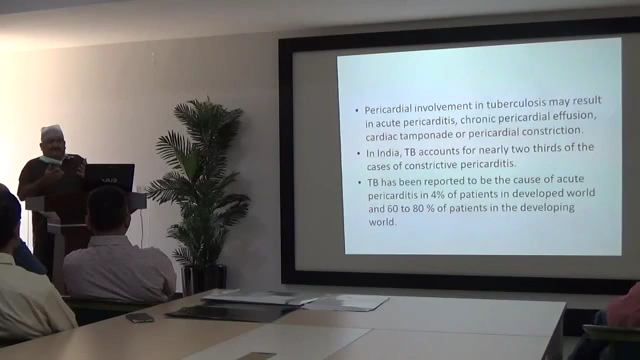 • Pericardial involvement in tuberculosis may result
in acute pericarditis, chronic pericardial effusion,
cardiac tamponade or pericardial constriction.
• In India, TB accounts for nearly two thirds of the
cases of constrictive pericarditis.
• TB has been reported to be the cause of acute
pericarditis in 4% of patients in developed world
and 60 to 80 % of patients in the developing
world.